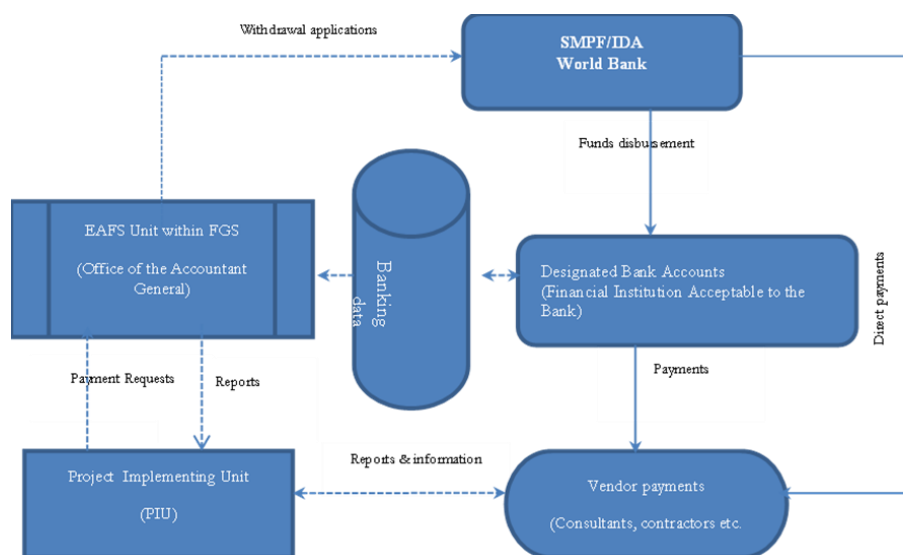 Withdrawal applications
SMPF/IDA
World Bank
Funds disbursement
EAFS Unit within FGS
(Office of the Accountant
General)
Banking
data
Designated Bank Accounts
(Financial Institution Acceptable to the
Bank)
Direct payments
Payment Requests
Reports
Payments
Project Implementing Unit
(PIU)
Reports & information
Vendor payments
(Consultants, contractors etc.